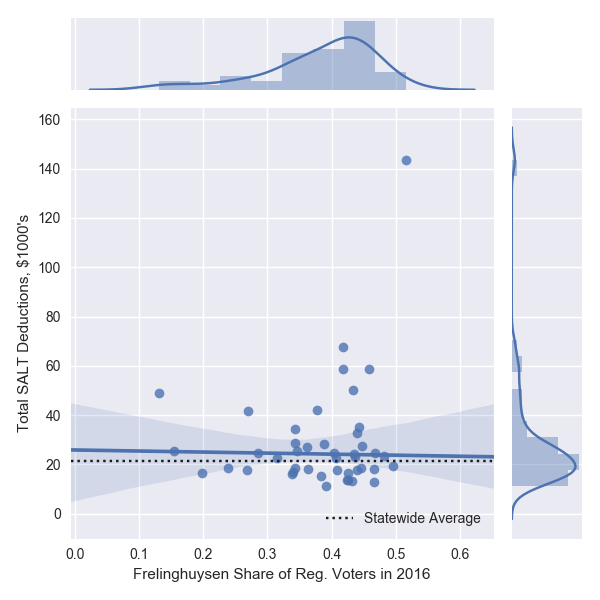 160
140
120
100
80
60
40
20
0
Total SALT Deductions, $1000's
Statewide Average
0.0 0.1 0.2 0.3 0.4 0.5 0.6
Frelinghuysen Share of Reg. Voters in 2016